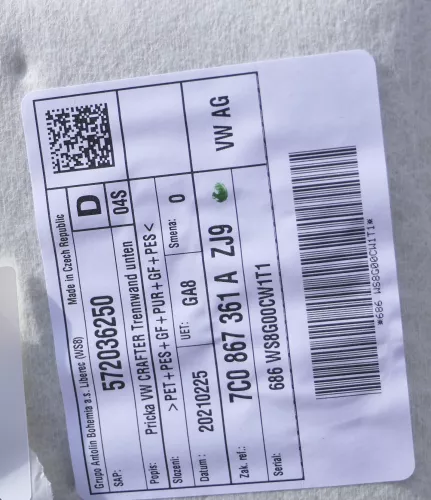 Grupo Antolin Bohemia a.s. Liberec (WS8) Made in Czech Republic
SAP: 572036250 D
04S
Popis: Pricka VW CRAFTER Trennwand unten
Slozeni: >PET+PES+GF+PUR+GF+PES<
Datum: 20210225 UET: GA8 Smena: 0
Zak. ref.: 7C0 867 361 A ZJ9 VW AG
Serial: 686 WS8G00CW1T1
*686 WS8G00CW1T1*